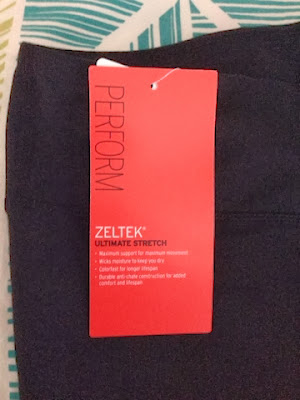 PERFORM
ZELTEK®
ULTIMATE STRETCH
• Maximum support for maximum movement
• Wicks moisture to keep you dry
• Colorfast for longer lifespan
• Durable anti-chafe construction for added
comfort and lifespan